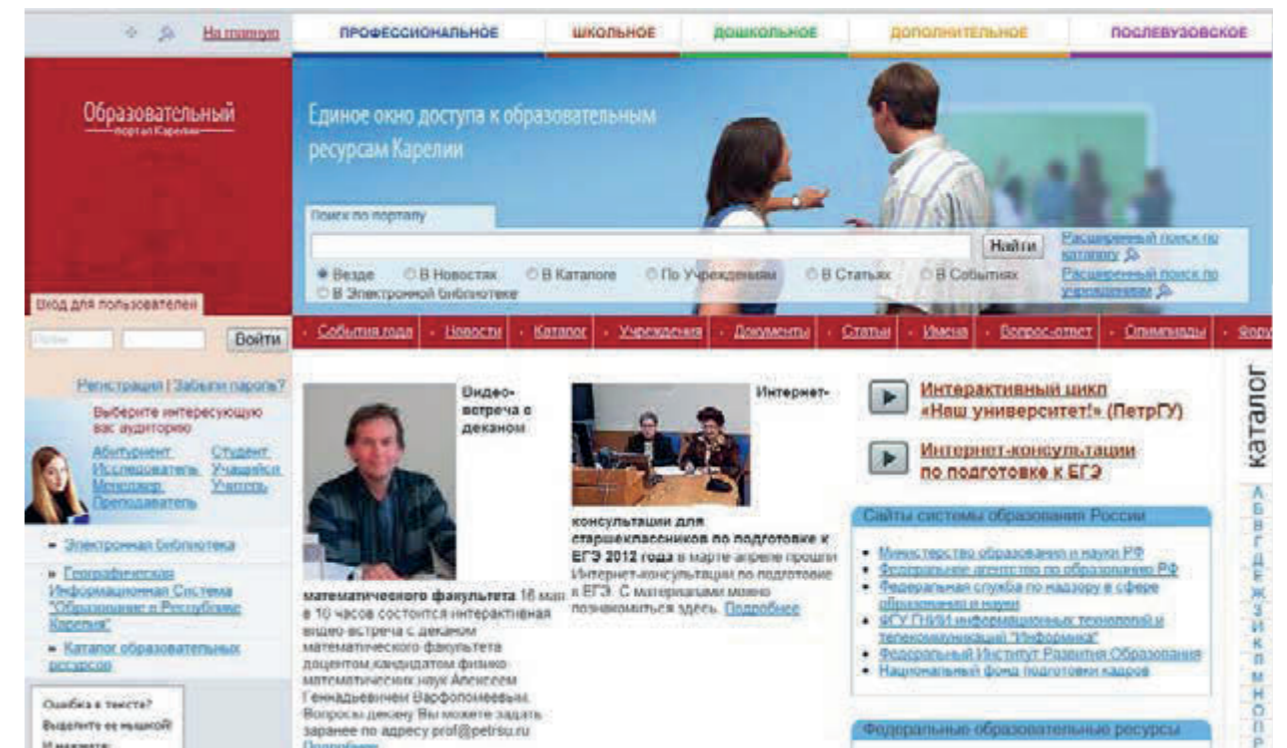 На главную
ПРОФЕССИОНАЛЬНОЕ
ШКОЛЬНОЕ
ДОШКОЛЬНОЕ
ДОПОЛНИТЕЛЬНОЕ
ПОСЛЕВУЗОВСКОЕ
Образовательный
портал Карелии
Единое окно доступа к образовательным
ресурсам Карелии
Поиск по порталу
Найти
Расширенный поиск по
каталогу
Везде В Новостях В Каталоге По Учреждениям В Статьях В Событиях
В Электронной библиотеке
Расширенный поиск по
учреждениям
Вход для пользователей
Войти
События года Новости Каталог Учреждения Документы Статьи Имена Вопрос-ответ Олимпиады Фору
Регистрация | Забыли пароль?
Выберите интересующую
вас аудиторию
Абитуриент Студент
Исследователь Учащийся
Менеджер Учитель
Преподаватель
Электронная библиотека
Географическая
Информационная Система
"Образование в Республике
Карелия"
Каталог образовательных
ресурсов
Ошибка в тексте?
Выделите ее мышкой!
И нажмите:
Видео-
встреча с
деканом
математического факультета 16 мая
в 16 часов состоится интерактивная
видео-встреча с деканом
математического факультета
доцентом,кандидатом физико-
математических наук Алексеем
Геннадьевичем Варфоломеевым.
Вопросы декану Вы можете задать
заранее по адресу prof@petrsu.ru
Подробнее
Интернет-
консультации для
старшеклассников по подготовке к
ЕГЭ 2012 года в марте-апреле прошли
Интернет-консультации по подготовке
к ЕГЭ. С материалами можно
познакомиться здесь. Подробнее
Интерактивный цикл
«Наш университет!» (ПетрГУ)
Интернет-консультации
по подготовке к ЕГЭ
Сайты системы образования России
Министерство образования и науки РФ
Федеральное агентство по образованию РФ
Федеральная служба по надзору в сфере
образования и науки
ФГУ ГНИИ информационных технологий и
телекоммуникаций "Информика"
Федеральный Институт Развития Образования
Национальный фонд подготовки кадров
Федеральные образовательные ресурсы
каталог
А
Б
В
Г
Д
Е
Ж
З
И
К
Л
М
Н
О
П
Р